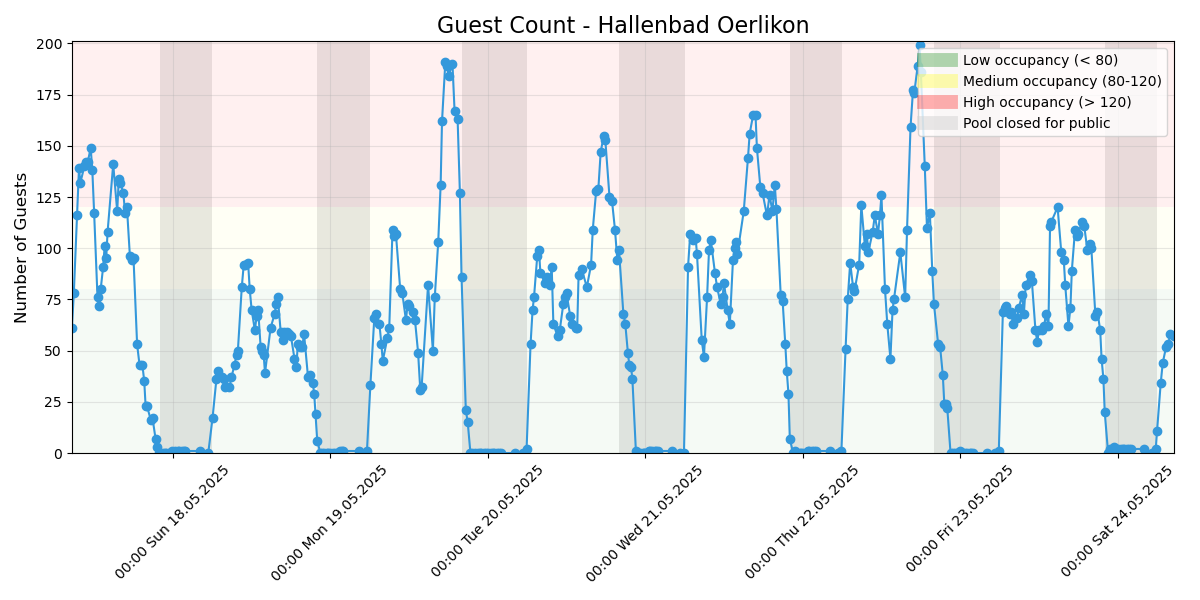 Guest Count - Hallenbad Oerlikon
Low occupancy (< 80)
Medium occupancy (80-120)
High occupancy (> 120)
Pool closed for public
Number of Guests
200
175
150
125
100
75
50
25
0
00:00 Sun 18.05.2025
00:00 Mon 19.05.2025
00:00 Tue 20.05.2025
00:00 Wed 21.05.2025
00:00 Thu 22.05.2025
00:00 Fri 23.05.2025
00:00 Sat 24.05.2025